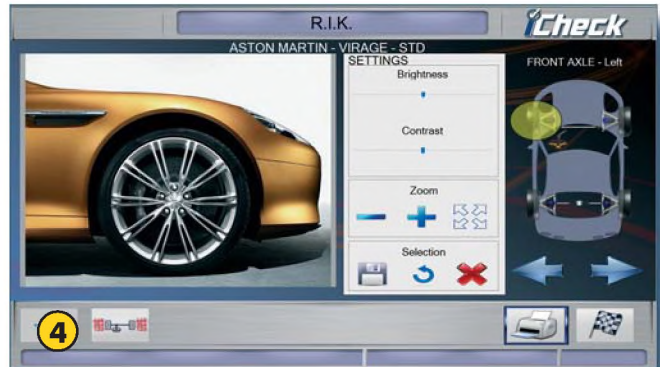 R.I.K.
iCheck
ASTON MARTIN - VIRAGE - STD
SETTINGS
FRONT AXLE - Left
Brightness
Contrast
Zoom
Selection
4